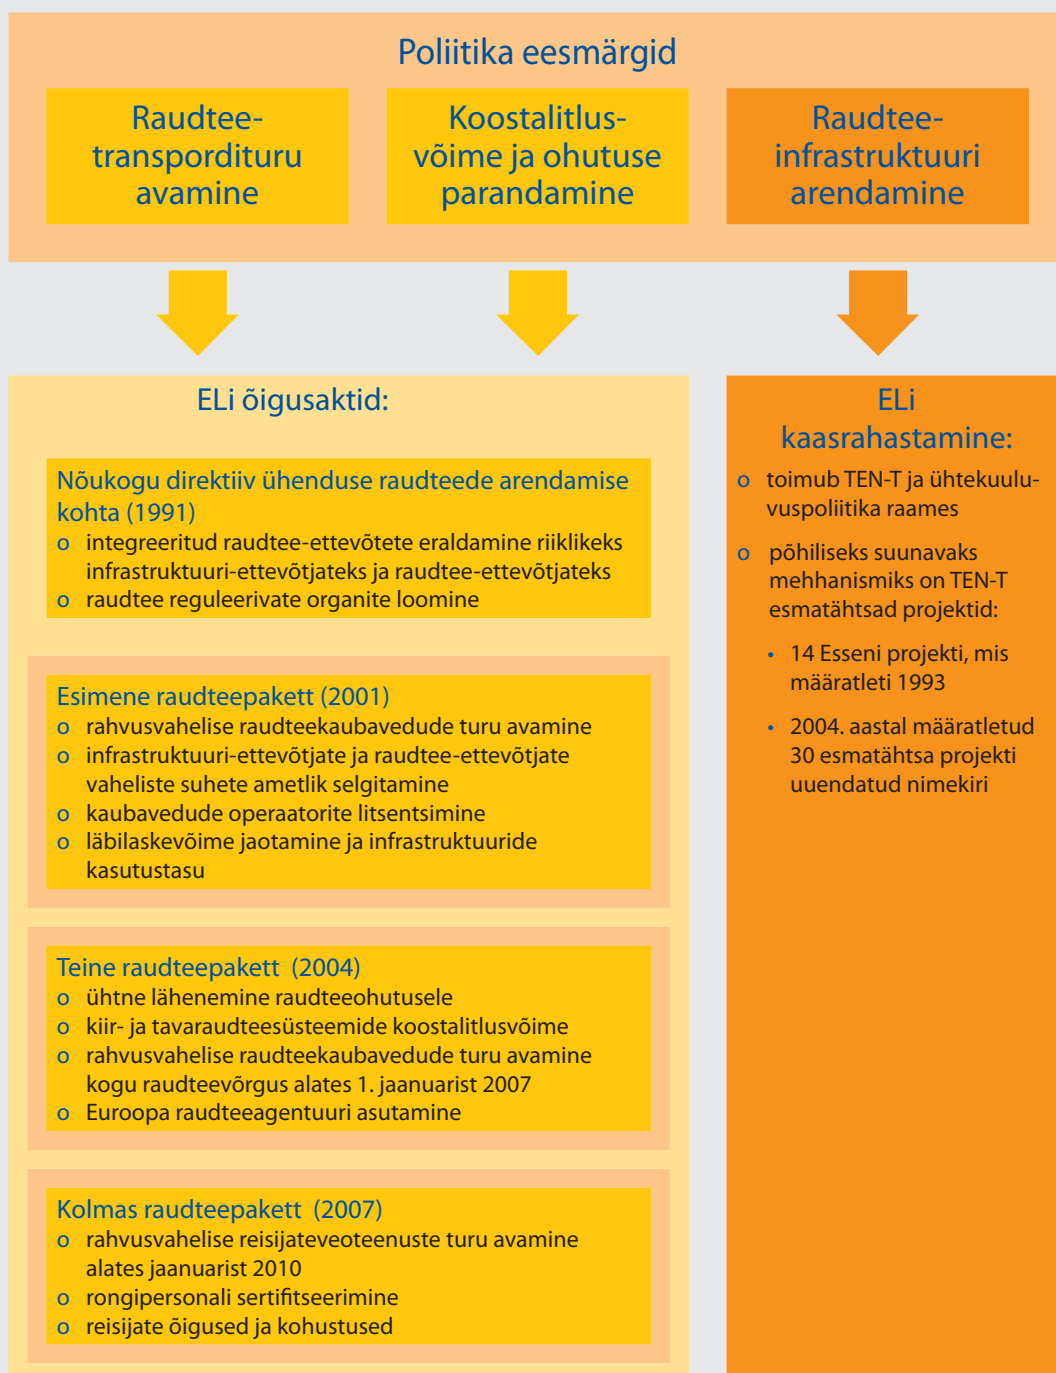 Poliitika eesmärgid
Raudtee-
transpordituru
avamine
Koostalitlus-
võime ja ohutuse
parandamine
Raudtee-
infrastruktuuri
arendamine
ELi õigusaktid:
Nõukogu direktiiv ühenduse raudteede arendamise
kohta (1991)
o integreeritud raudtee-ettevõtete eraldamine riiklikeks
infrastruktuuri-ettevõtjateks ja raudtee-ettevõtjateks
o raudtee reguleerivate organite loomine
Esimene raudteepakett (2001)
o rahvusvahelise raudteekaubavedude turu avamine
o infrastruktuuri-ettevõtjate ja raudtee-ettevõtjate
vaheliste suhete ametlik selgitamine
o kaubavedude operaatorite litsentsimine
o läbilaskevõime jaotamine ja infrastruktuuride
kasutustasu
Teine raudteepakett (2004)
o ühtne lähenemine raudteeohutusele
o kiir- ja tavaraudteesüsteemide koostalitlusvõime
o rahvusvahelise raudteekaubavedude turu avamine
kogu raudteevõrgus alates 1. jaanuarist 2007
o Euroopa raudteeagentuuri asutamine
Kolmas raudteepakett (2007)
o rahvusvahelise reisijateveoteenuste turu avamine
alates jaanuarist 2010
o rongipersonali sertifitseerimine
o reisijate õigused ja kohustused
ELi
kaasrahastamine:
o toimub TEN-T ja ühtekuulu-
vuspoliitika raames
o põhiliseks suunavaks
mehhanismiks on TEN-T
esmatähtsad projektid:
• 14 Esseni projekti, mis
määratleti 1993
• 2004. aastal määratletud
30 esmatähtsa projekti
uuendatud nimekiri